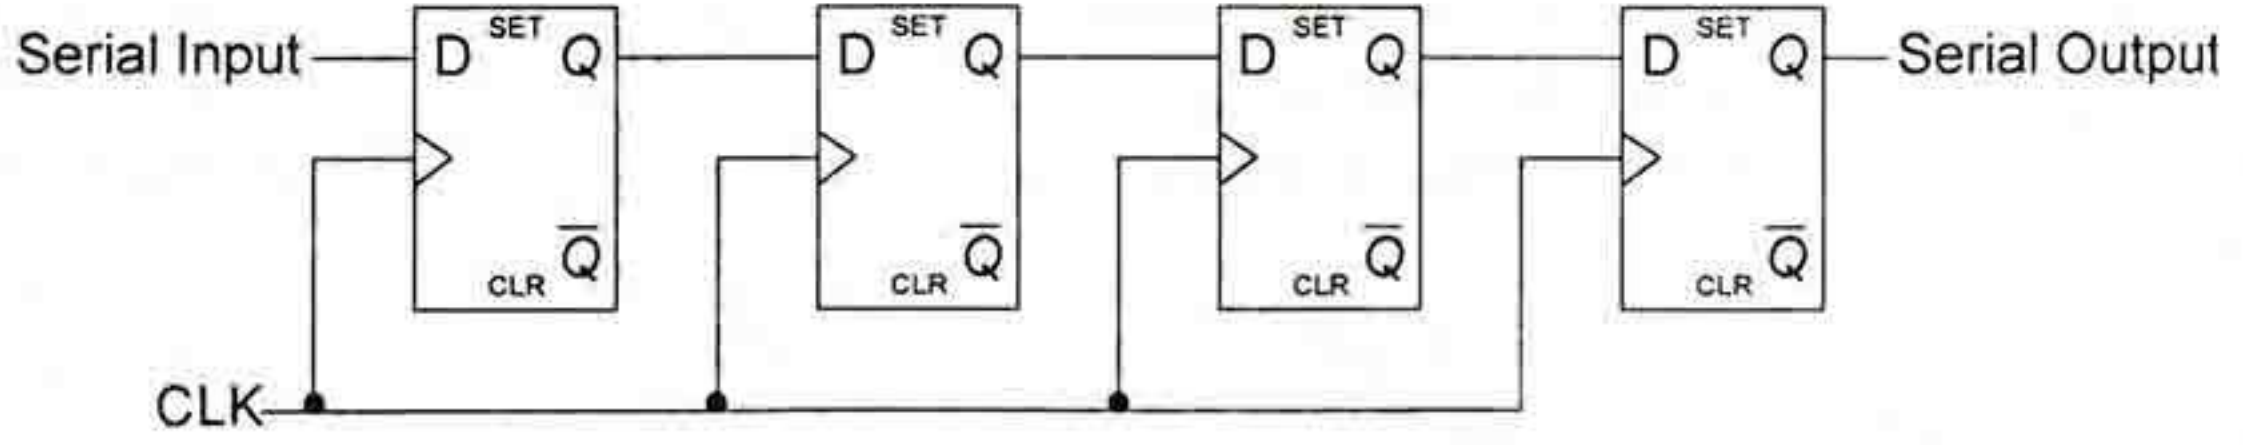 SET SET SET SET
Serial Input D Q D Q D Q D Q Serial Output
Q̅ Q̅ Q̅ Q̅
CLR CLR CLR CLR
CLK